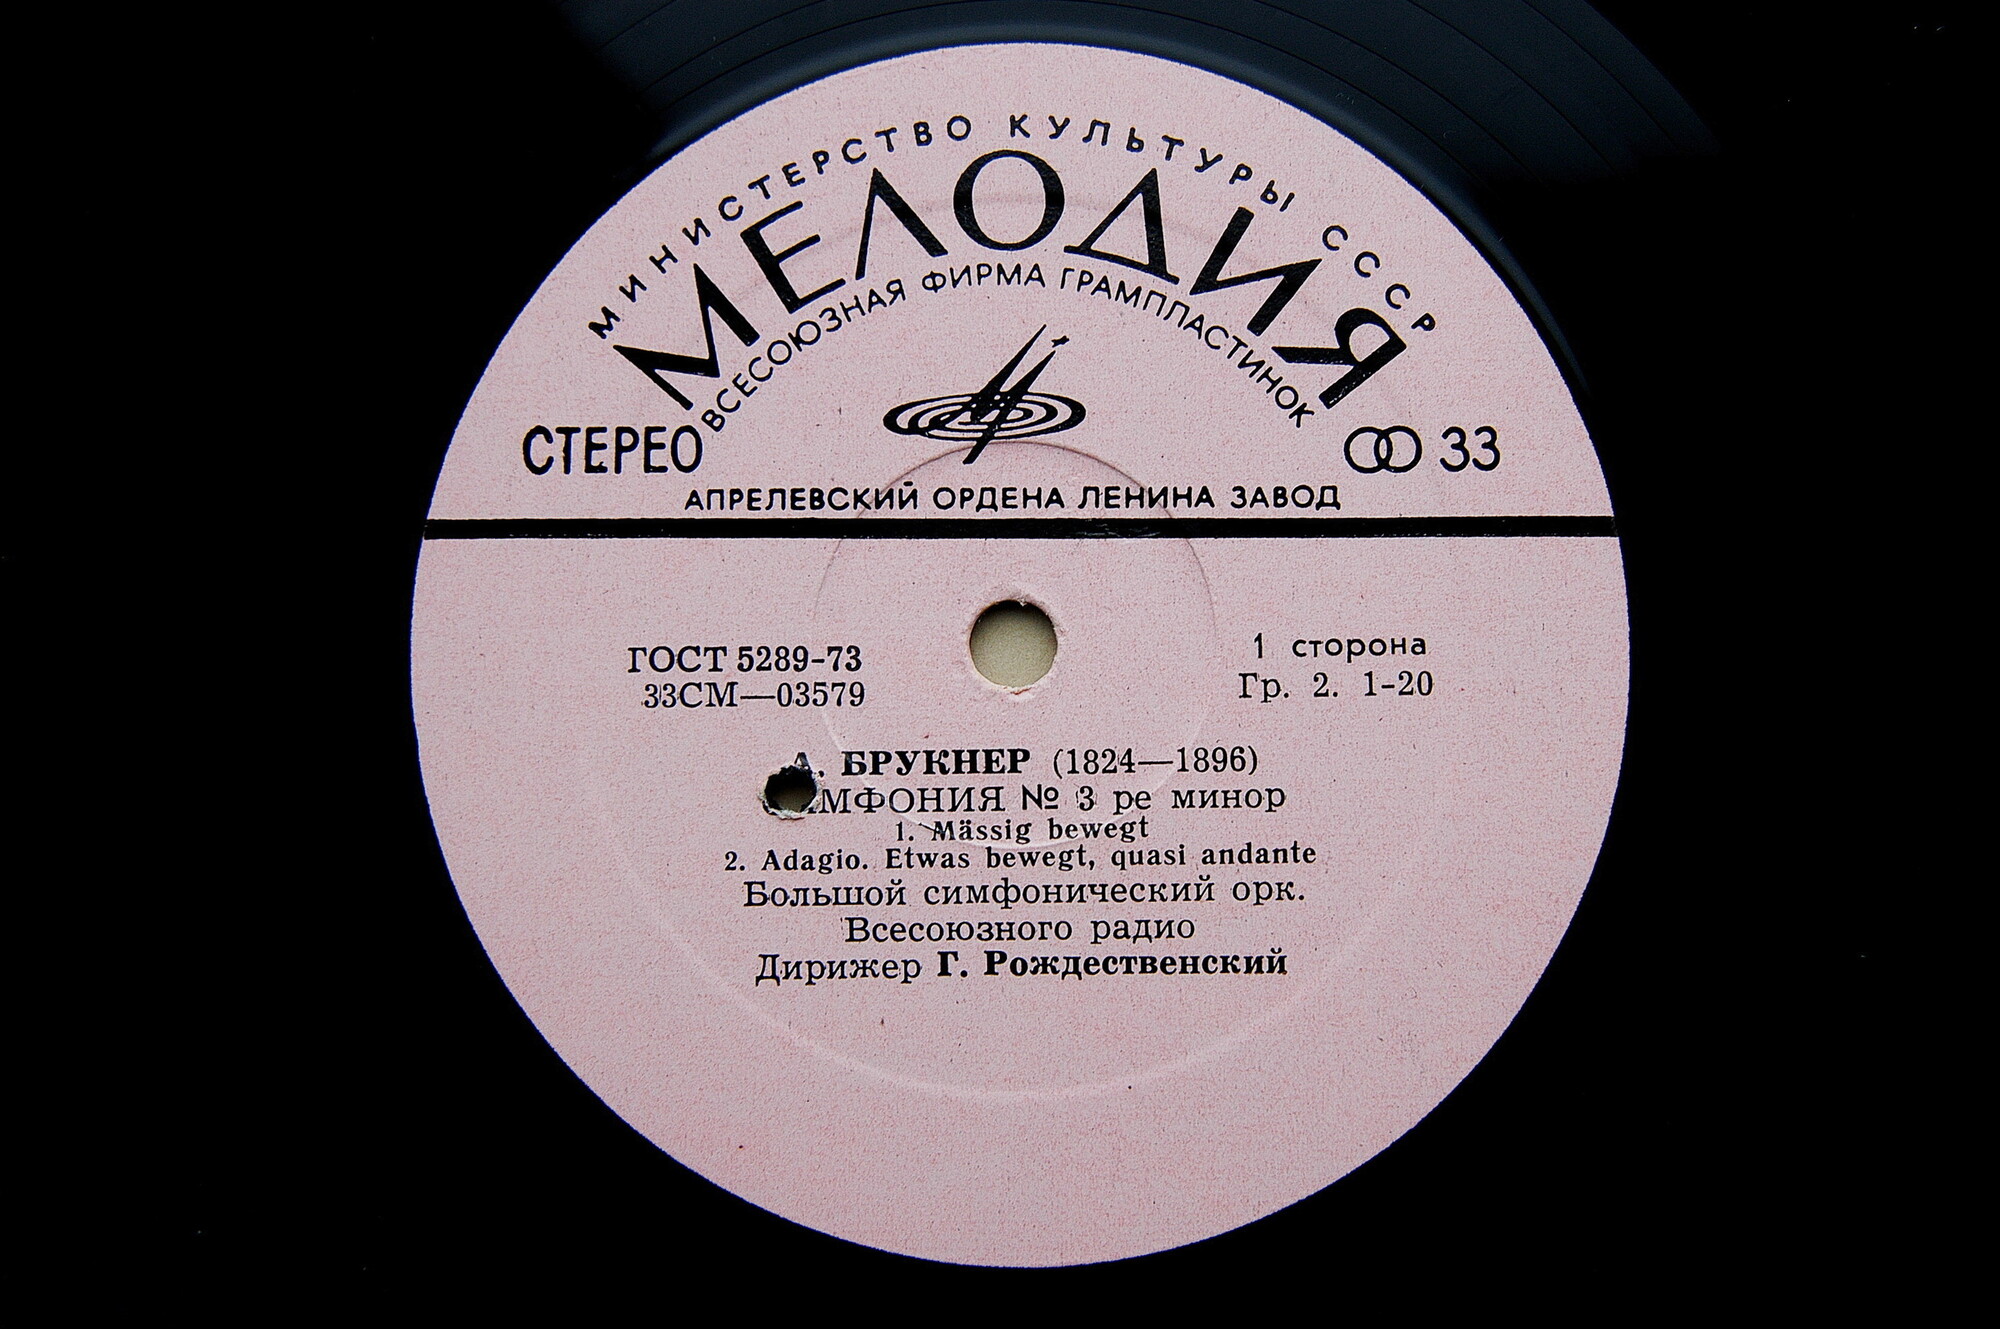 МИНИСТЕРСТВО КУЛЬТУРЫ СССР
МЕЛОДИЯ
ВСЕСОЮЗНАЯ ФИРМА ГРАМПЛАСТИНОК
СТЕРЕО
33
АПРЕЛЕВСКИЙ ОРДЕНА ЛЕНИНА ЗАВОД
ГОСТ 5289-73
33СМ—03579
1 сторона
Гр. 2. 1-20
А. БРУКНЕР (1824—1896)
СИМФОНИЯ № 3 ре минор
1. Mässig bewegt
2. Adagio. Etwas bewegt, quasi andante
Большой симфонический орк.
Всесоюзного радио
Дирижер Г. Рождественский